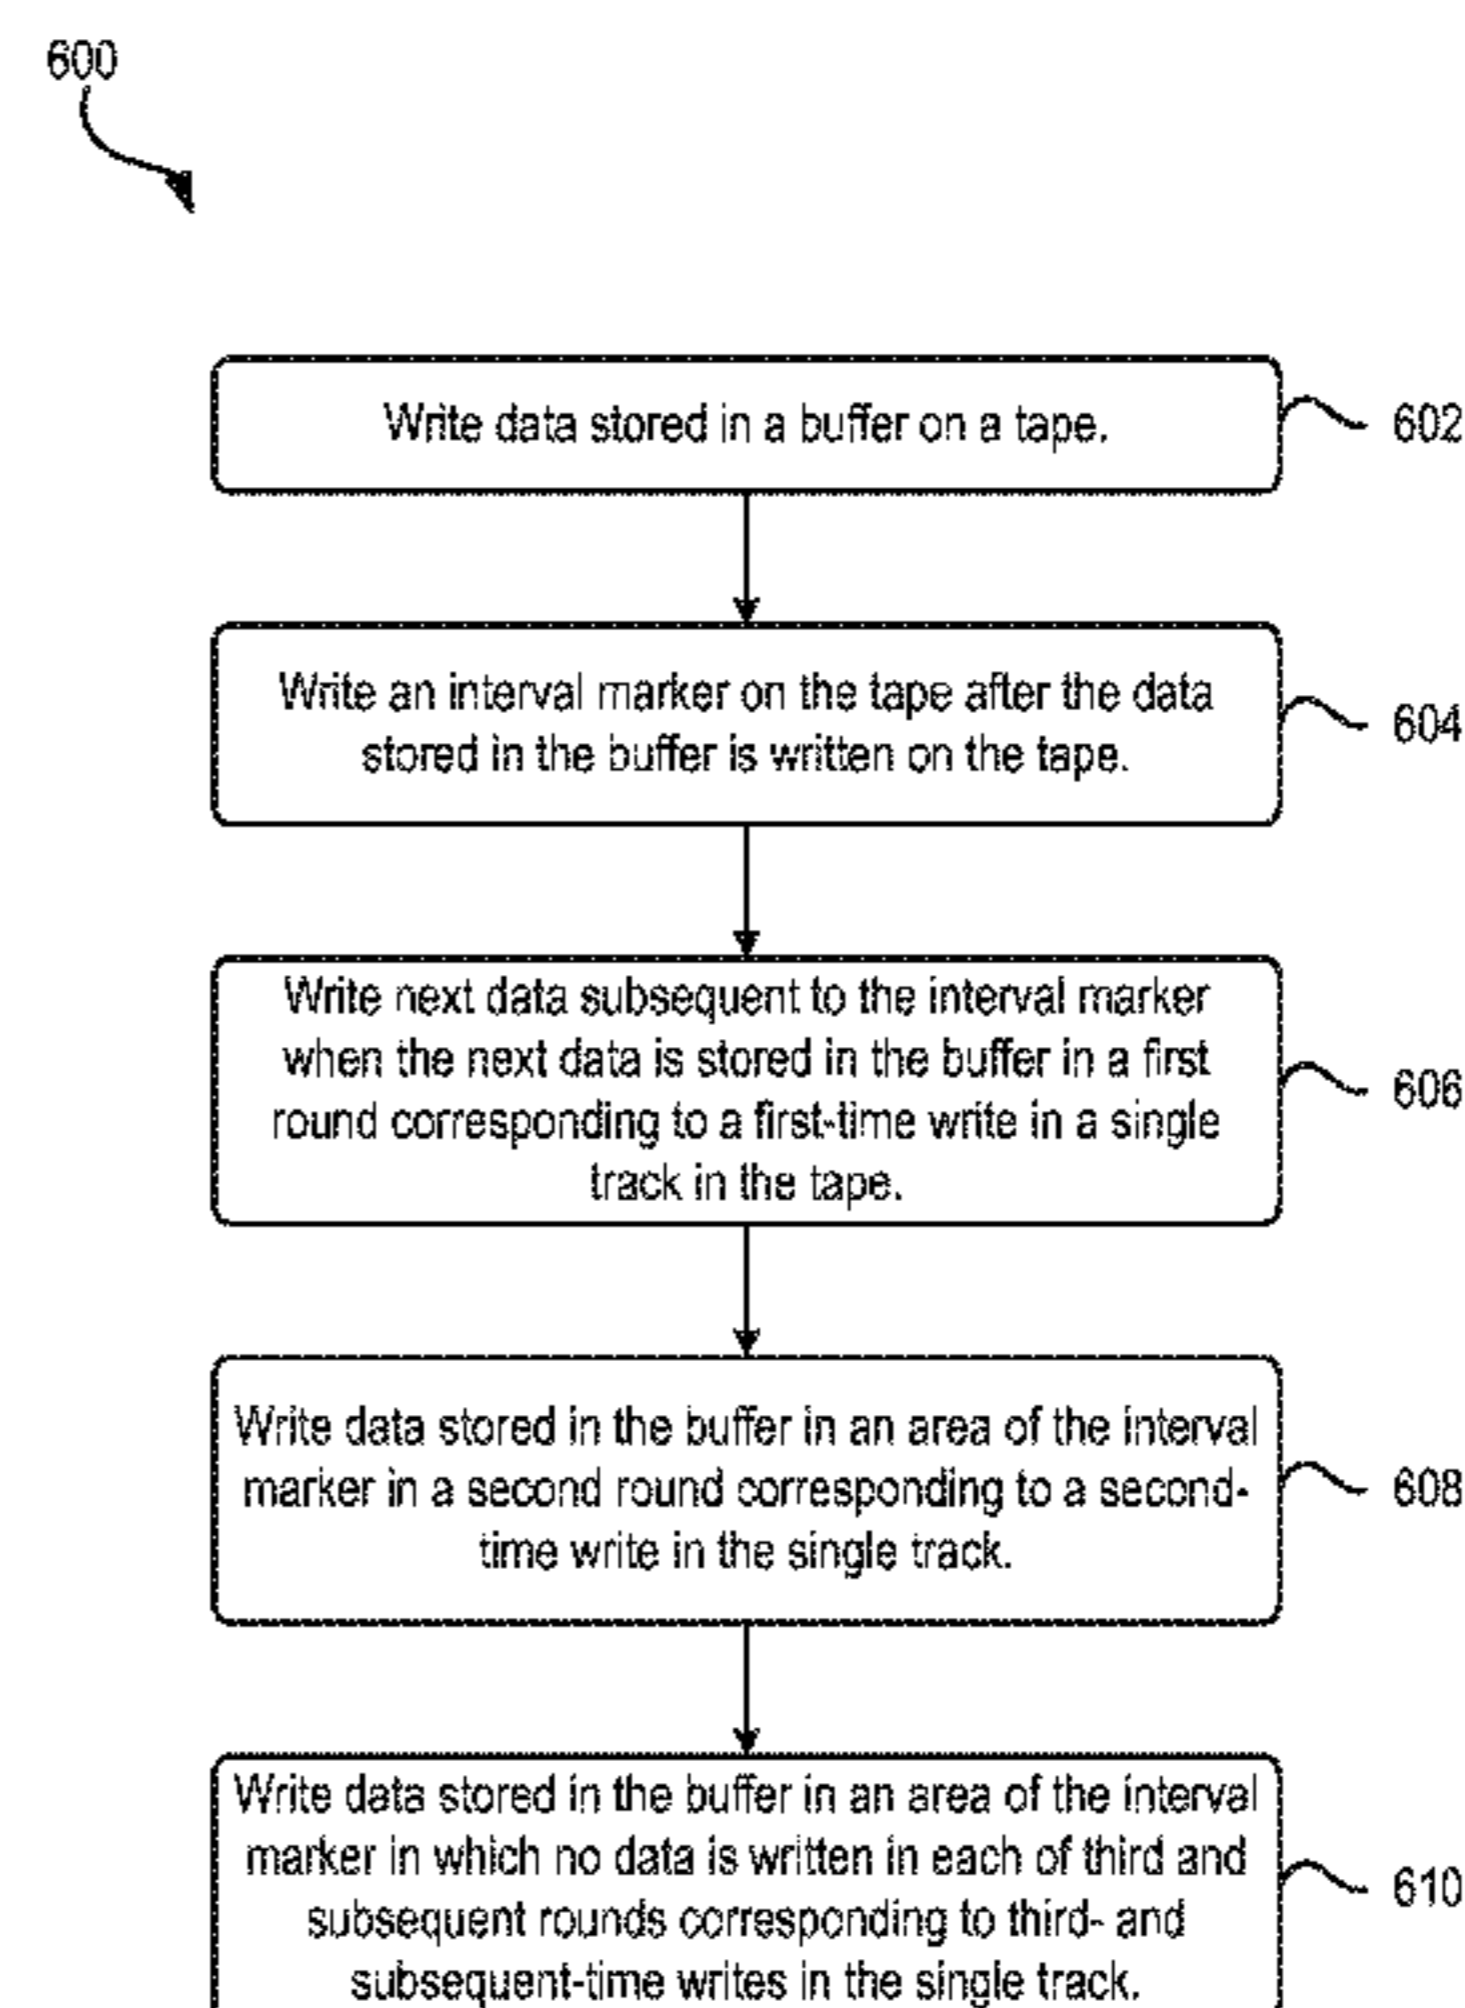 600
Write data stored in a buffer on a tape.
602
Write an interval marker on the tape after the data
stored in the buffer is written on the tape.
604
Write next data subsequent to the interval marker
when the next data is stored in the buffer in a first
round corresponding to a first-time write in a single
track in the tape.
606
Write data stored in the buffer in an area of the interval
marker in a second round corresponding to a second-
time write in the single track.
608
Write data stored in the buffer in an area of the interval
marker in which no data is written in each of third and
subsequent rounds corresponding to third- and
subsequent-time writes in the single track.
610